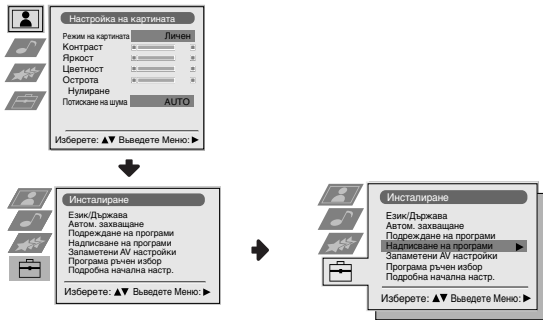 Настройка на картината
Режим на картината Личен
Контраст
Яркост
Цветност
Острота
Нулиране
Потискане на шума AUTO
Изберете: ▲▼ Выведете Меню: ▶
Инсталиране
Език/Държава
Автом. захващане
Подреждане на програми
Надписване на програми
Запаметени AV настройки
Програма ръчен избор
Подробна начална настр.
Изберете: ▲▼ Выведете Меню: ▶
Инсталиране
Език/Държава
Автом. захващане
Подреждане на програми
Надписване на програми ▶
Запаметени AV настройки
Програма ръчен избор
Подробна начална настр.
Изберете: ▲▼ Выведете Меню: ▶